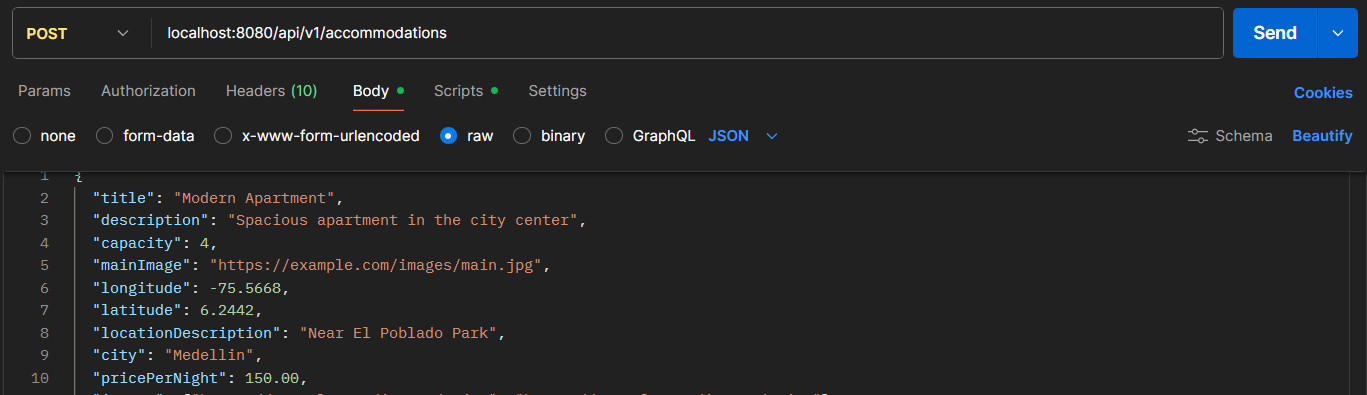 POST localhost:8080/api/v1/accommodations Send
Params Authorization Headers (10) Body Scripts Settings Cookies
none form-data x-www-form-urlencoded raw binary GraphQL JSON Schema Beautify
1 {
2 "title": "Modern Apartment",
3 "description": "Spacious apartment in the city center",
4 "capacity": 4,
5 "mainImage": "https://example.com/images/main.jpg",
6 "longitude": -75.5668,
7 "latitude": 6.2442,
8 "locationDescription": "Near El Poblado Park",
9 "city": "Medellin",
10 "pricePerNight": 150.00,